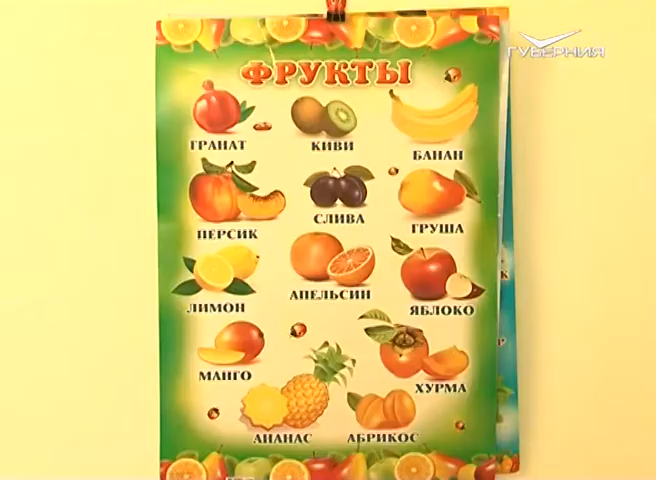 ГУБЕРНИЯ
ФРУКТЫ
ГРАНАТ КИВИ БАНАН
ПЕРСИК СЛИВА ГРУША
ЛИМОН АПЕЛЬСИН ЯБЛОКО
МАНГО ХУРМА
АНАНАС АБРИКОС